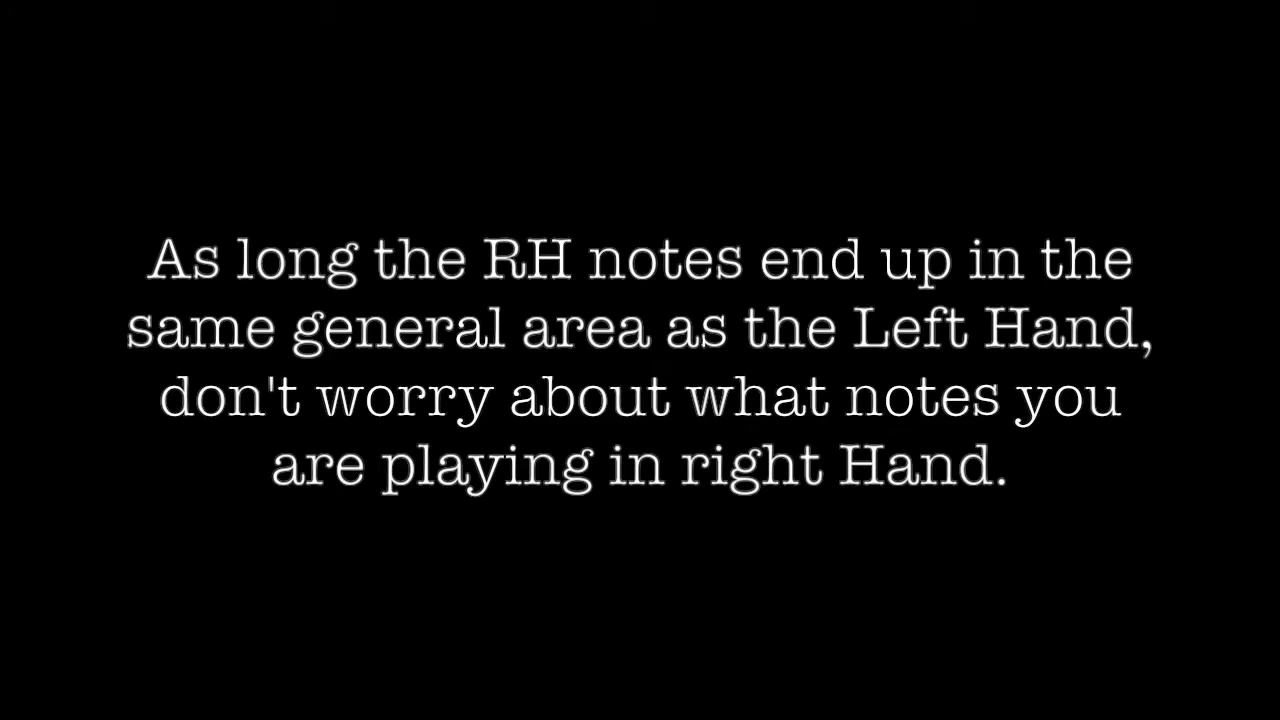 As long the RH notes end up in the
same general area as the Left Hand,
don't worry about what notes you
are playing in right Hand.